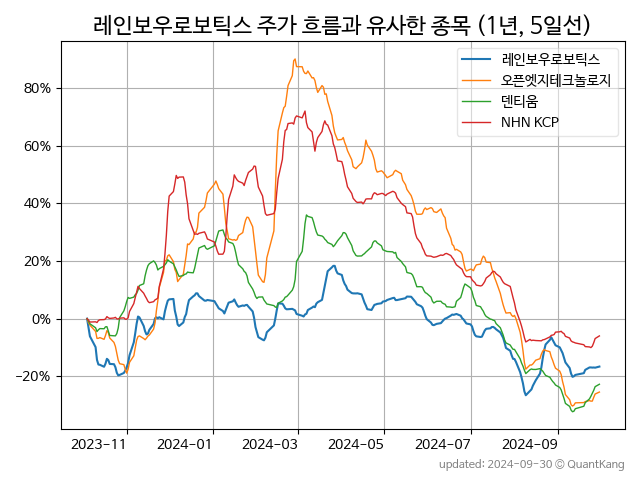 레인보우로보틱스 주가 흐름과 유사한 종목 (1년, 5일선)
레인보우로보틱스
오픈엣지테크놀로지
덴티움
NHN KCP
80%
60%
40%
20%
0%
−20%
2023-11
2024-01
2024-03
2024-05
2024-07
2024-09
updated: 2024-09-30 © QuantKang